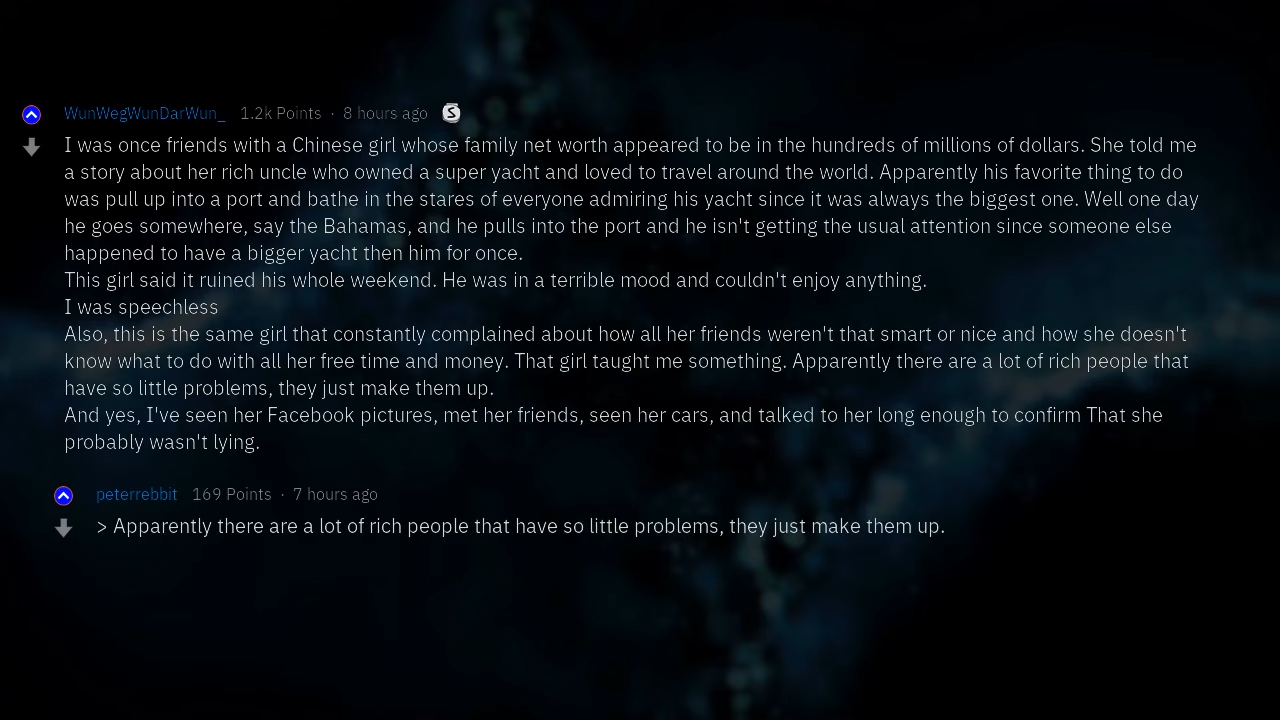 WunWegWunDarWun_ 1.2k Points · 8 hours ago S
I was once friends with a Chinese girl whose family net worth appeared to be in the hundreds of millions of dollars. She told me
a story about her rich uncle who owned a super yacht and loved to travel around the world. Apparently his favorite thing to do
was pull up into a port and bathe in the stares of everyone admiring his yacht since it was always the biggest one. Well one day
he goes somewhere, say the Bahamas, and he pulls into the port and he isn't getting the usual attention since someone else
happened to have a bigger yacht then him for once.
This girl said it ruined his whole weekend. He was in a terrible mood and couldn't enjoy anything.
I was speechless
Also, this is the same girl that constantly complained about how all her friends weren't that smart or nice and how she doesn't
know what to do with all her free time and money. That girl taught me something. Apparently there are a lot of rich people that
have so little problems, they just make them up.
And yes, I've seen her Facebook pictures, met her friends, seen her cars, and talked to her long enough to confirm That she
probably wasn't lying.
peterrebbit 169 Points · 7 hours ago
> Apparently there are a lot of rich people that have so little problems, they just make them up.